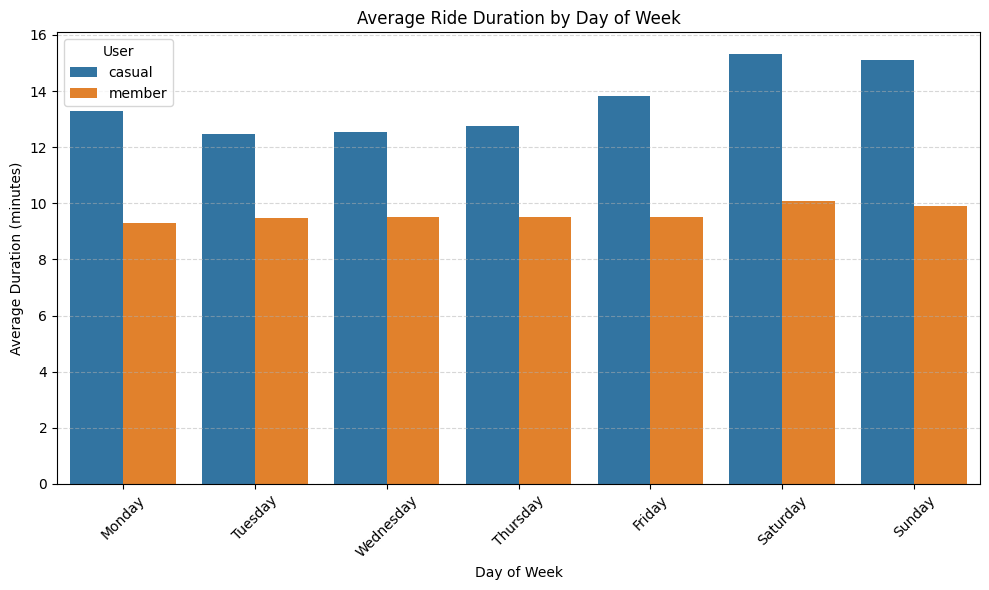 Average Ride Duration by Day of Week
User
casual
member
Average Duration (minutes)
16
14
12
10
8
6
4
2
0
Monday
Tuesday
Wednesday
Thursday
Friday
Saturday
Sunday
Day of Week